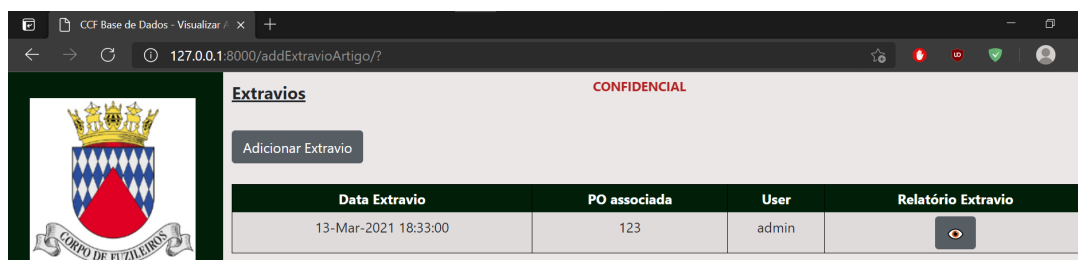 CCF Base de Dados - Visualizar A
127.0.0.1:8000/addExtravioArtigo/?
CONFIDENCIAL
Extravios
Adicionar Extravio
Data Extravio PO associada User Relatório Extravio
13-Mar-2021 18:33:00 123 admin
CORPO DE FUZILEIROS